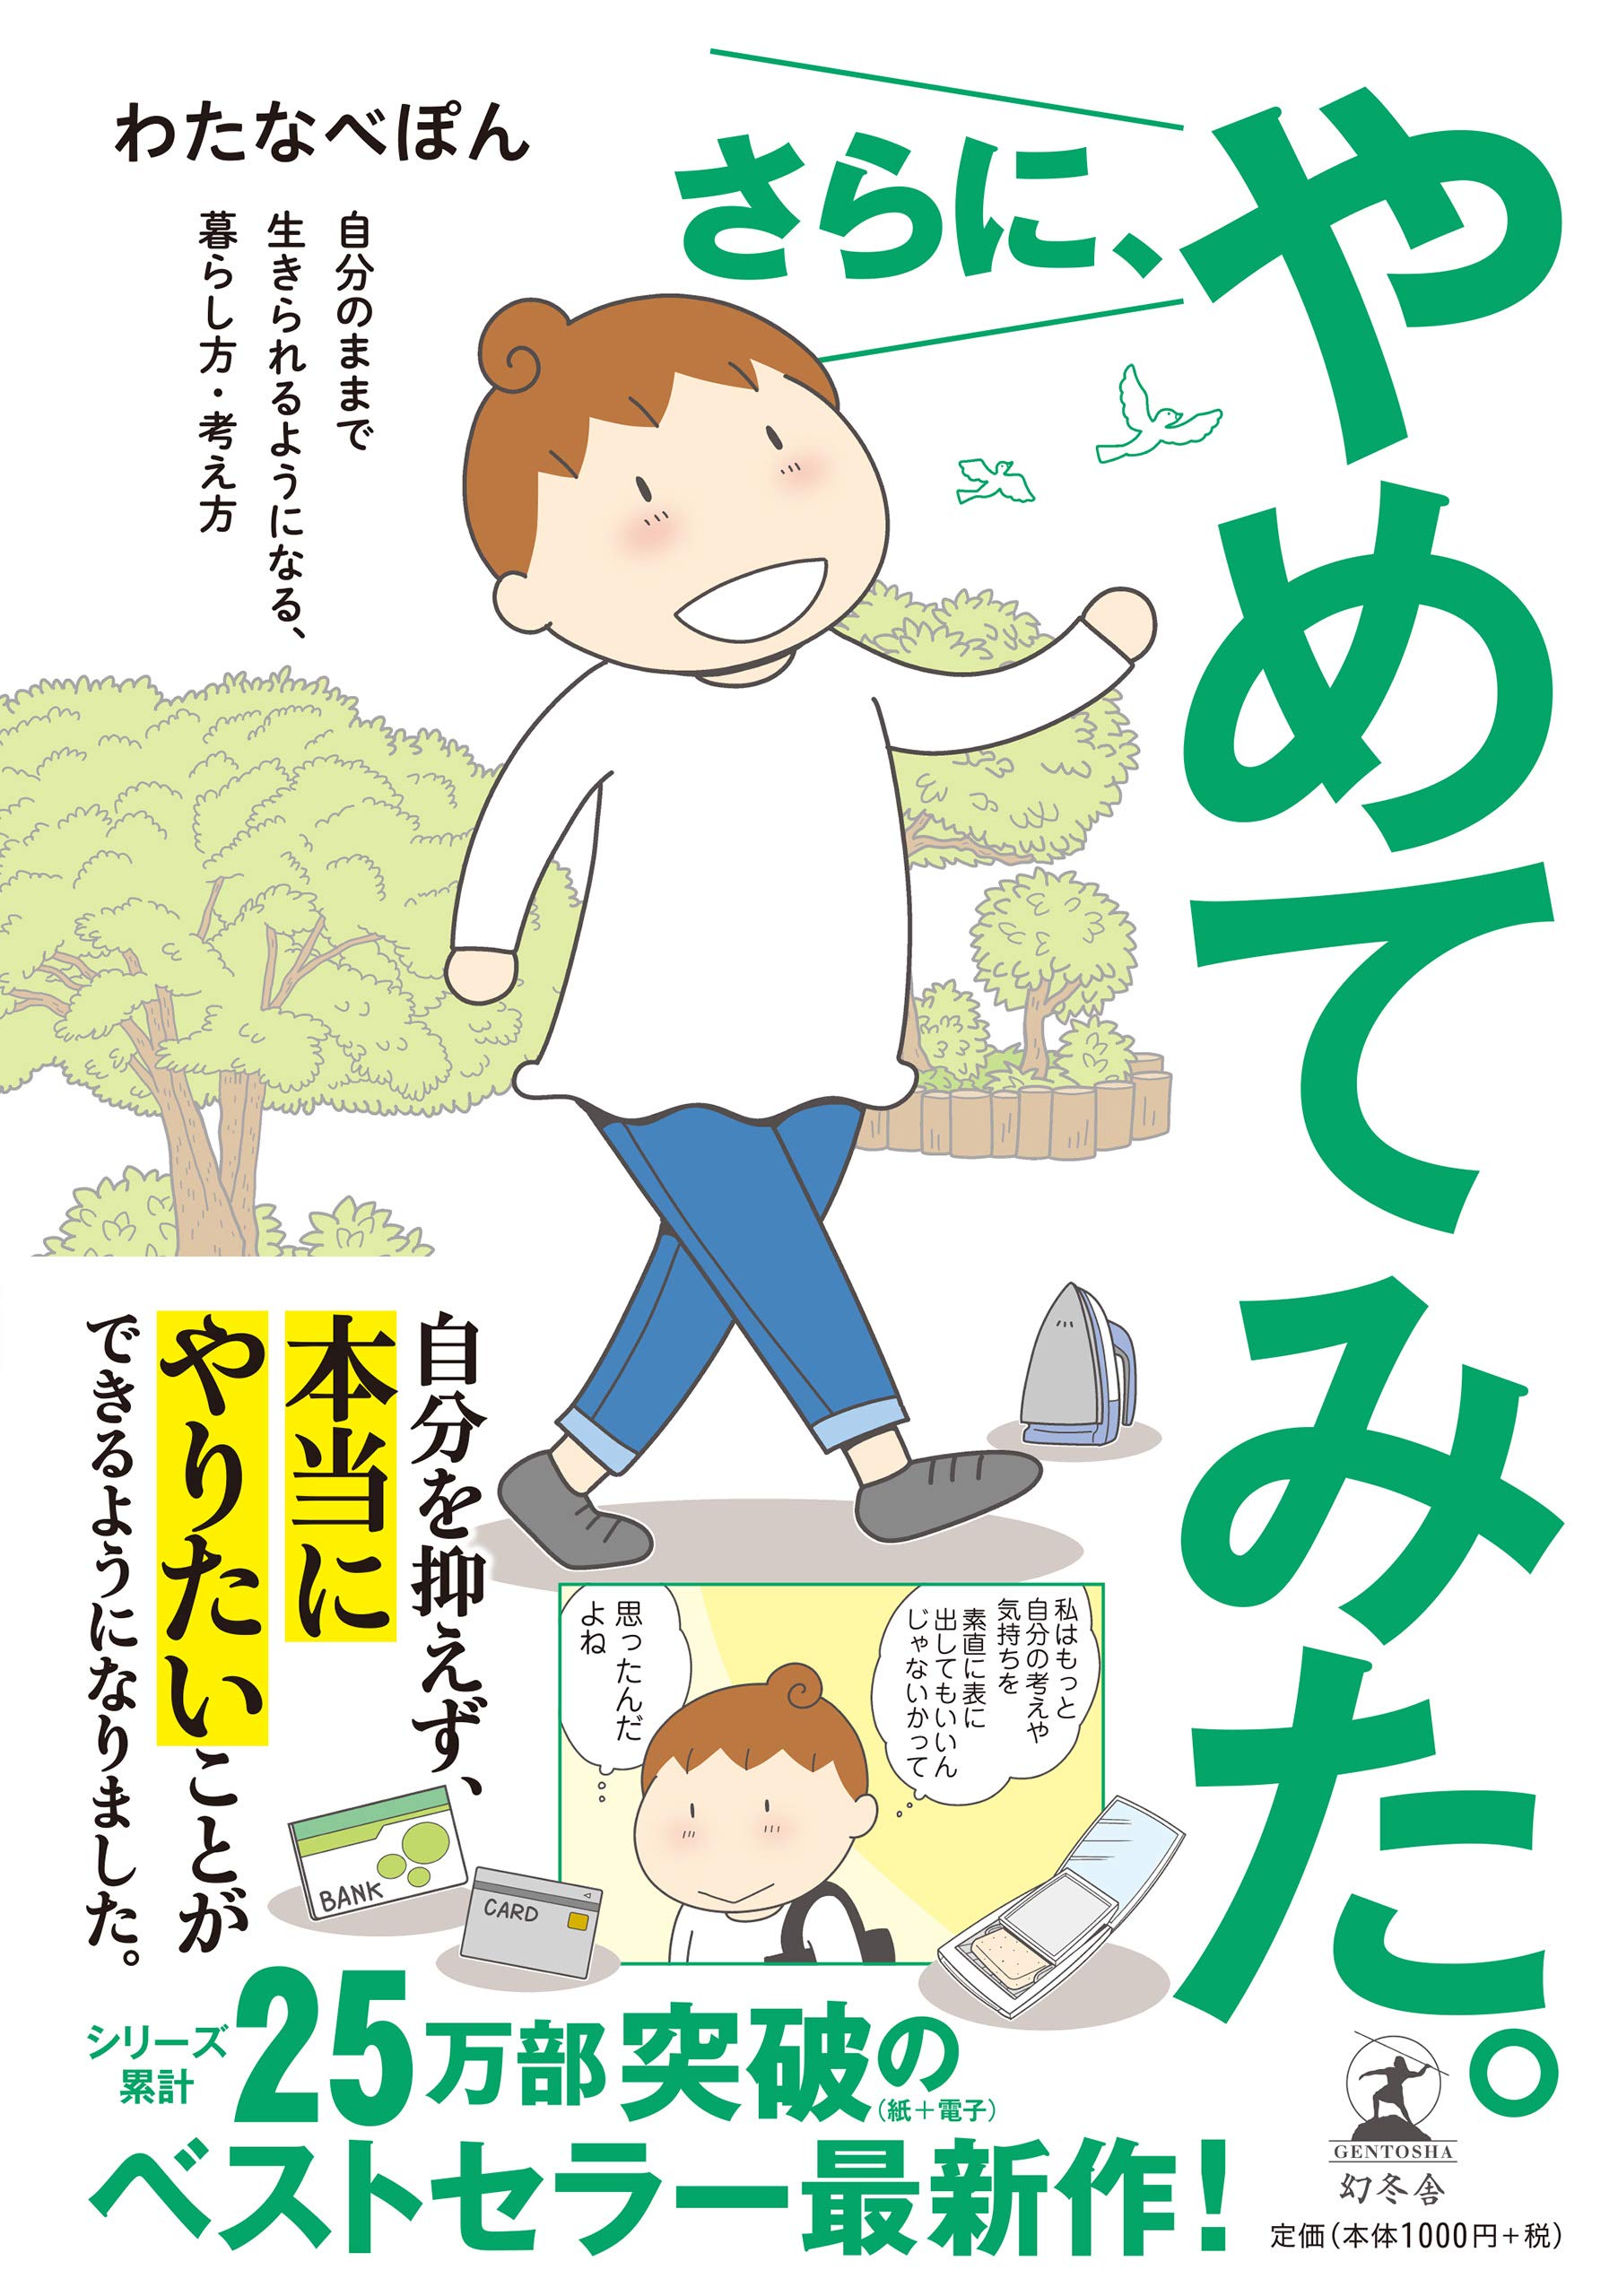 さらに、
やめてみた。
わたなべぽん
自分のままで
生きられるようになる、
暮らし方・考え方
自分を抑えず、
本当に
やりたいことが
できるようになりました。
私はもっと
自分の考えや
気持ちを
素直に表に
出してもいいん
じゃないかって
思ったんだ
よね
BANK
CARD
シリーズ
累計
25万部突破の
(紙+電子)
ベストセラー最新作!
GENTOSHA
幻冬舎
定価(本体1000円+税)